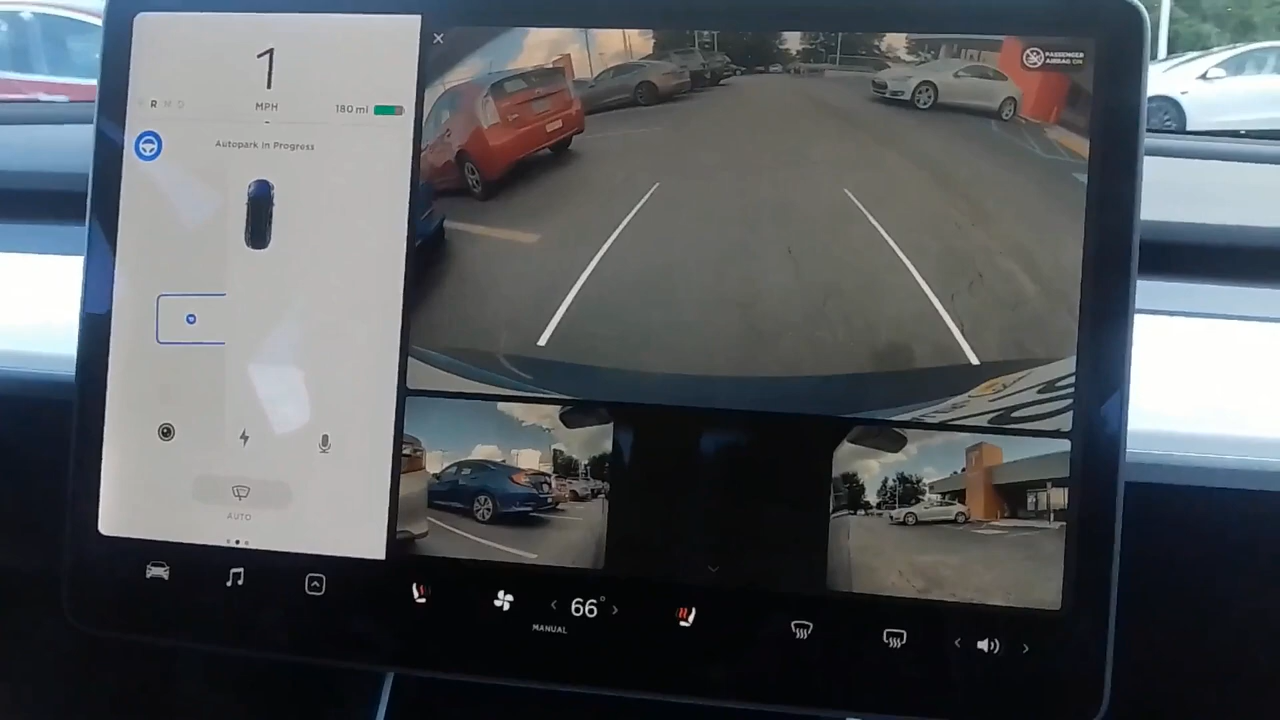 1
MPH
R M D
180 mi
Autopark In Progress
PASSENGER
AIRBAG ON
AUTO
66°
MANUAL